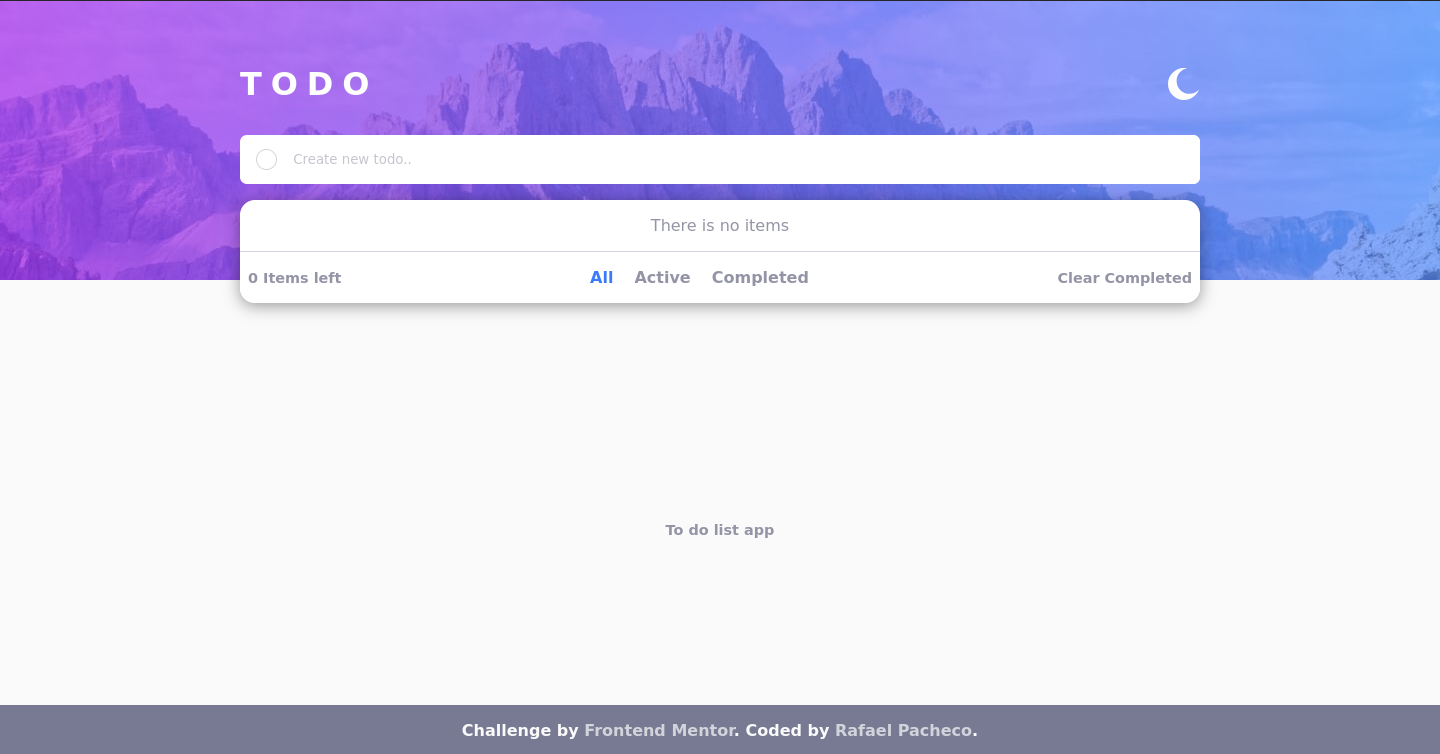 TODO
Create new todo..
There is no items
0 Items left All Active Completed Clear Completed
To do list app
Challenge by Frontend Mentor. Coded by Rafael Pacheco.